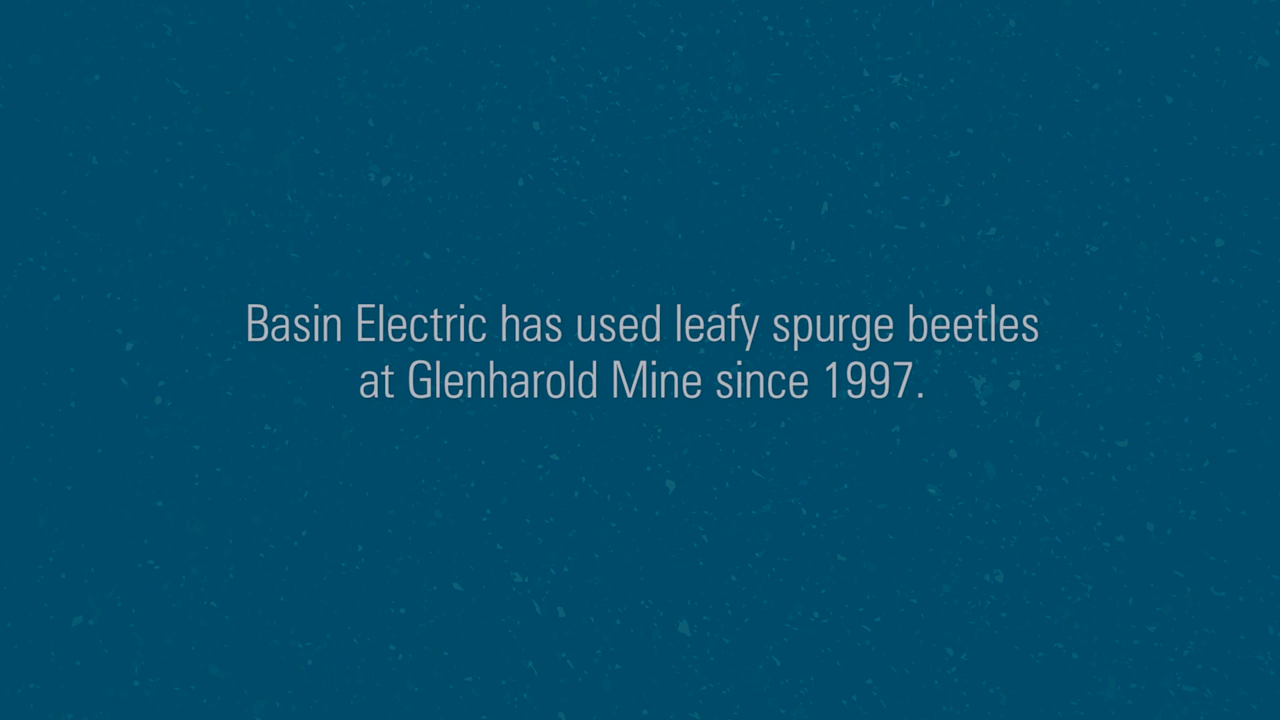 Basin Electric has used leafy spurge beetles
at Glenharold Mine since 1997.